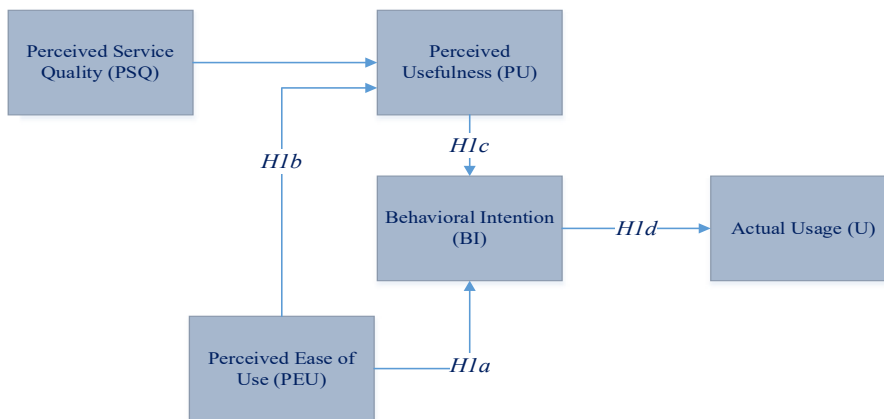 Perceived Service
Quality (PSQ)
Perceived
Usefulness (PU)
H1b
H1c
Behavioral Intention
(BI)
H1d
Actual Usage (U)
Perceived Ease of
Use (PEU)
H1a